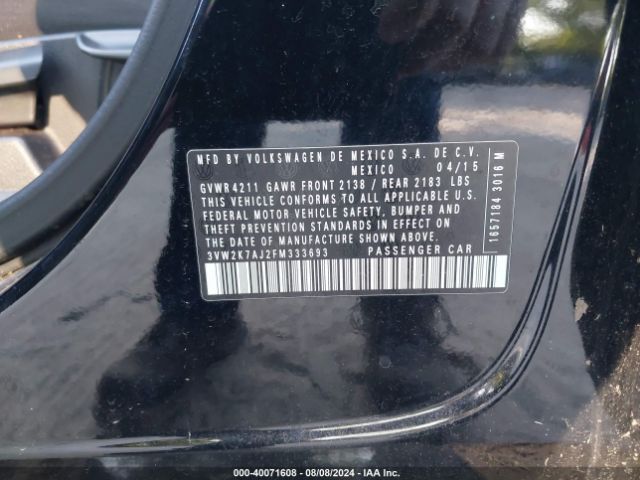 MFD BY VOLKSWAGEN DE MEXICO S.A. DE C.V.
MEXICO 04/15
GVWR 4211 GAWR FRONT 2138 / REAR 2183 LBS
THIS VEHICLE CONFORMS TO ALL APPLICABLE U.S.
FEDERAL MOTOR VEHICLE SAFETY, BUMPER AND
THEFT PREVENTION STANDARDS IN EFFECT ON
THE DATE OF MANUFACTURE SHOWN ABOVE.
3VW2K7AJ2FM333693 PASSENGER CAR
1657184 3016 M
000-40071608 - 08/08/2024 - IAA Inc.